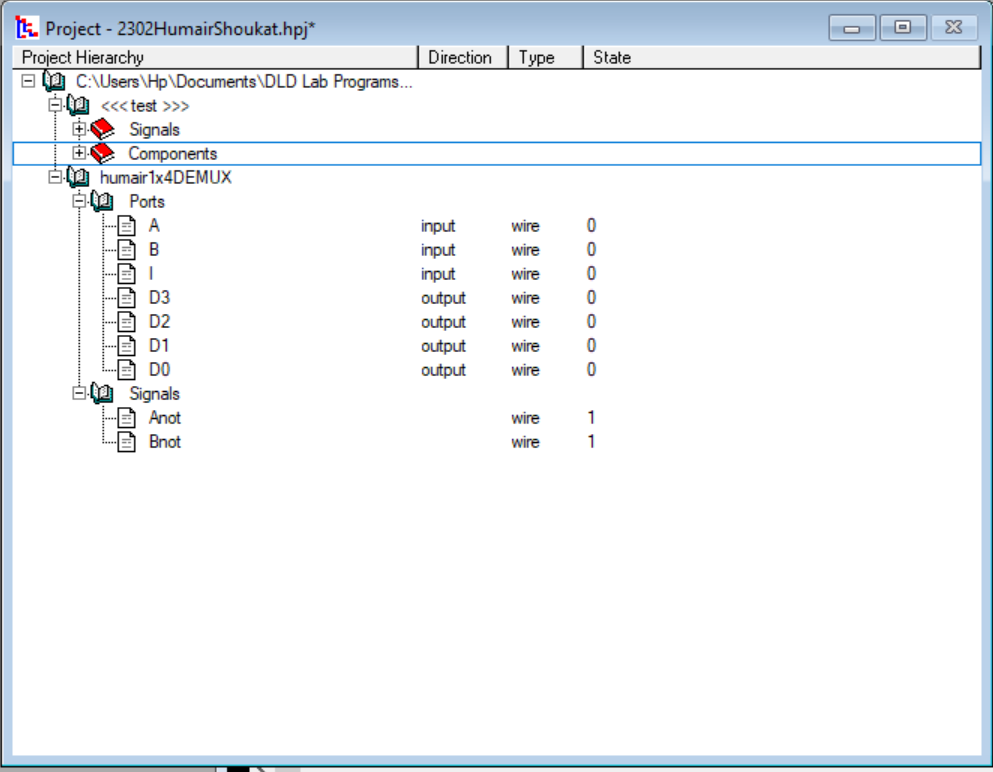 Project - 2302HumairShoukat.hpj*
Project Hierarchy Direction Type State
C:\Users\Hp\Documents\DLD Lab Programs...
<<< test >>>
Signals
Components
humair1x4DEMUX
Ports
A input wire 0
B input wire 0
I input wire 0
D3 output wire 0
D2 output wire 0
D1 output wire 0
D0 output wire 0
Signals
Anot wire 1
Bnot wire 1